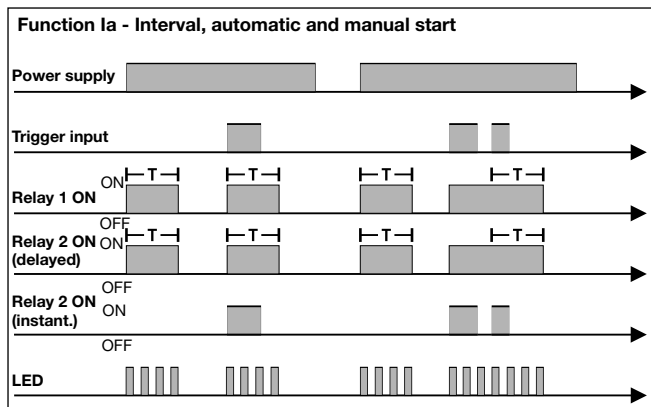 Function Ia - Interval, automatic and manual start
Power supply
Trigger input
ON T T T T
Relay 1 ON
OFF
ON T T T T
Relay 2 ON
(delayed)
OFF
Relay 2 ON
(instant.)
ON
OFF
LED